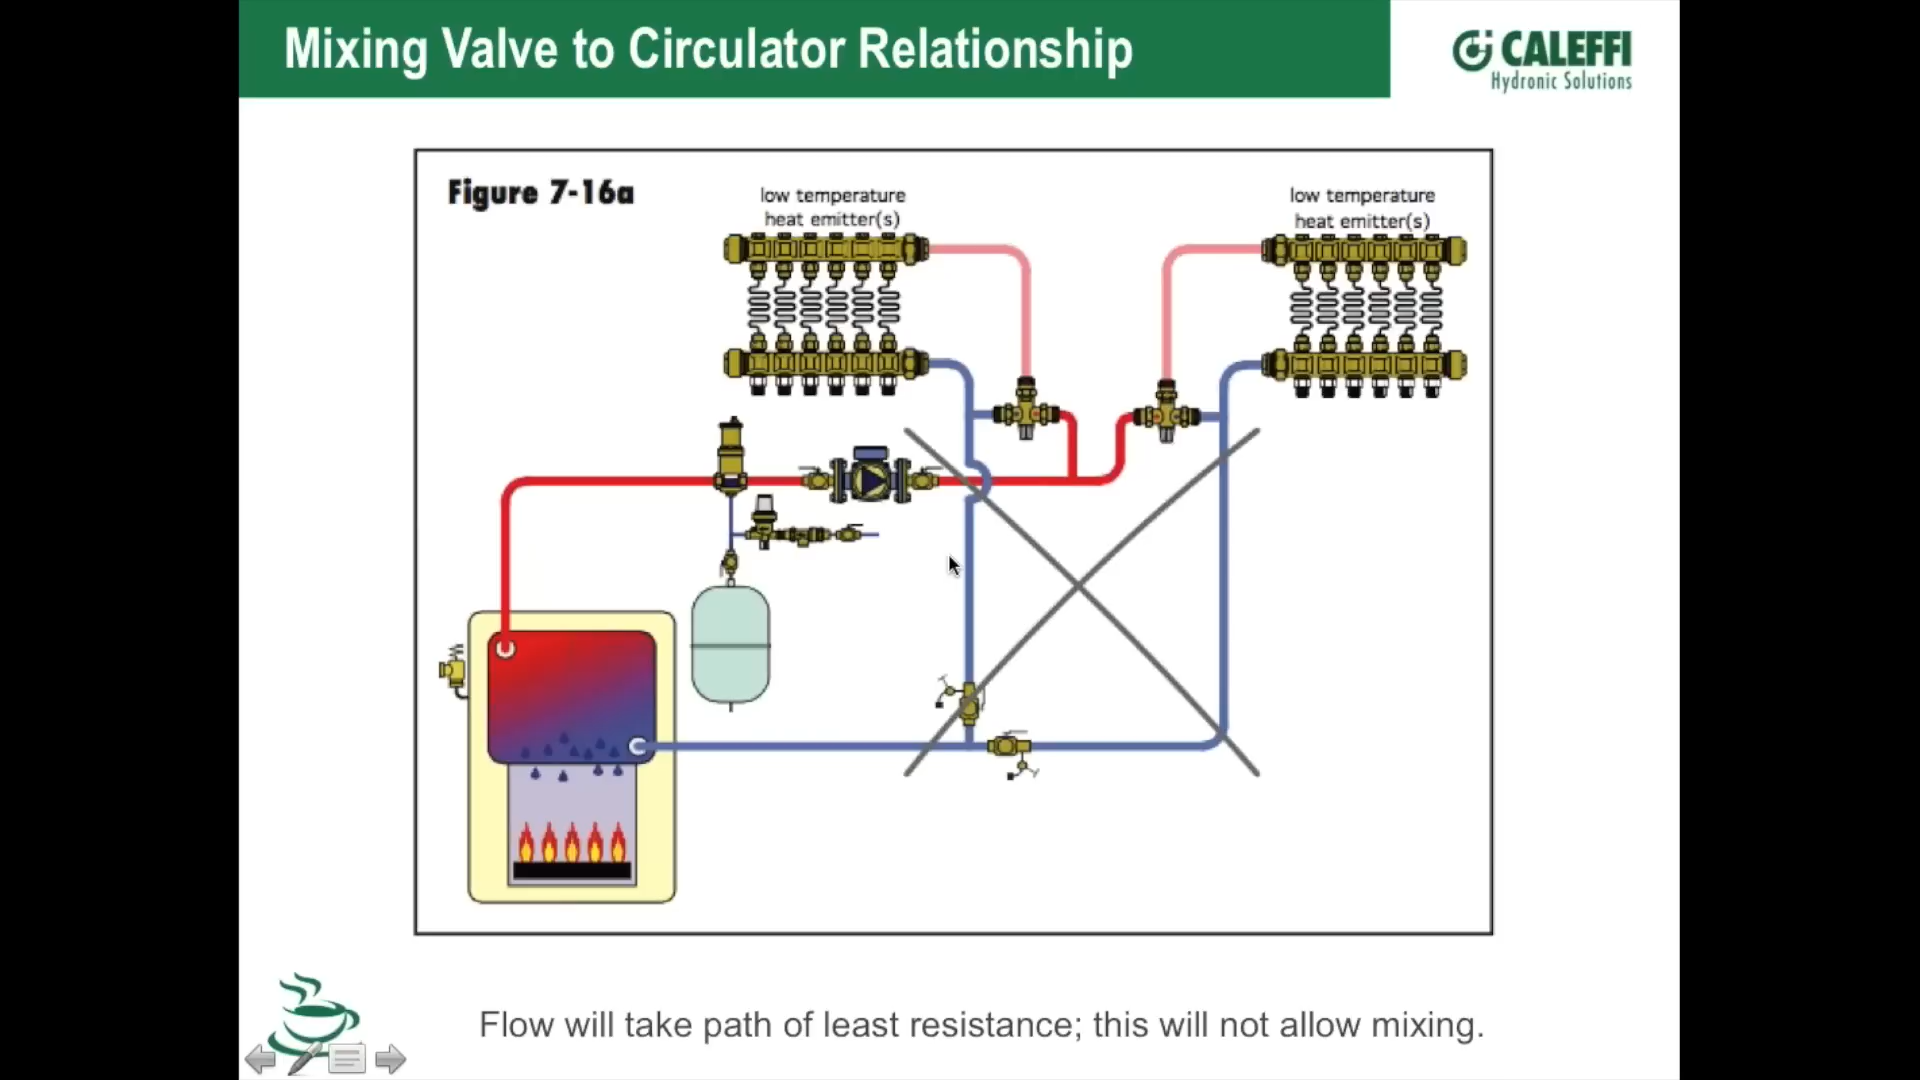 Mixing Valve to Circulator Relationship
CALEFFI
Hydronic Solutions
Figure 7-16a
low temperature
heat emitter(s)
low temperature
heat emitter(s)
Flow will take path of least resistance; this will not allow mixing.